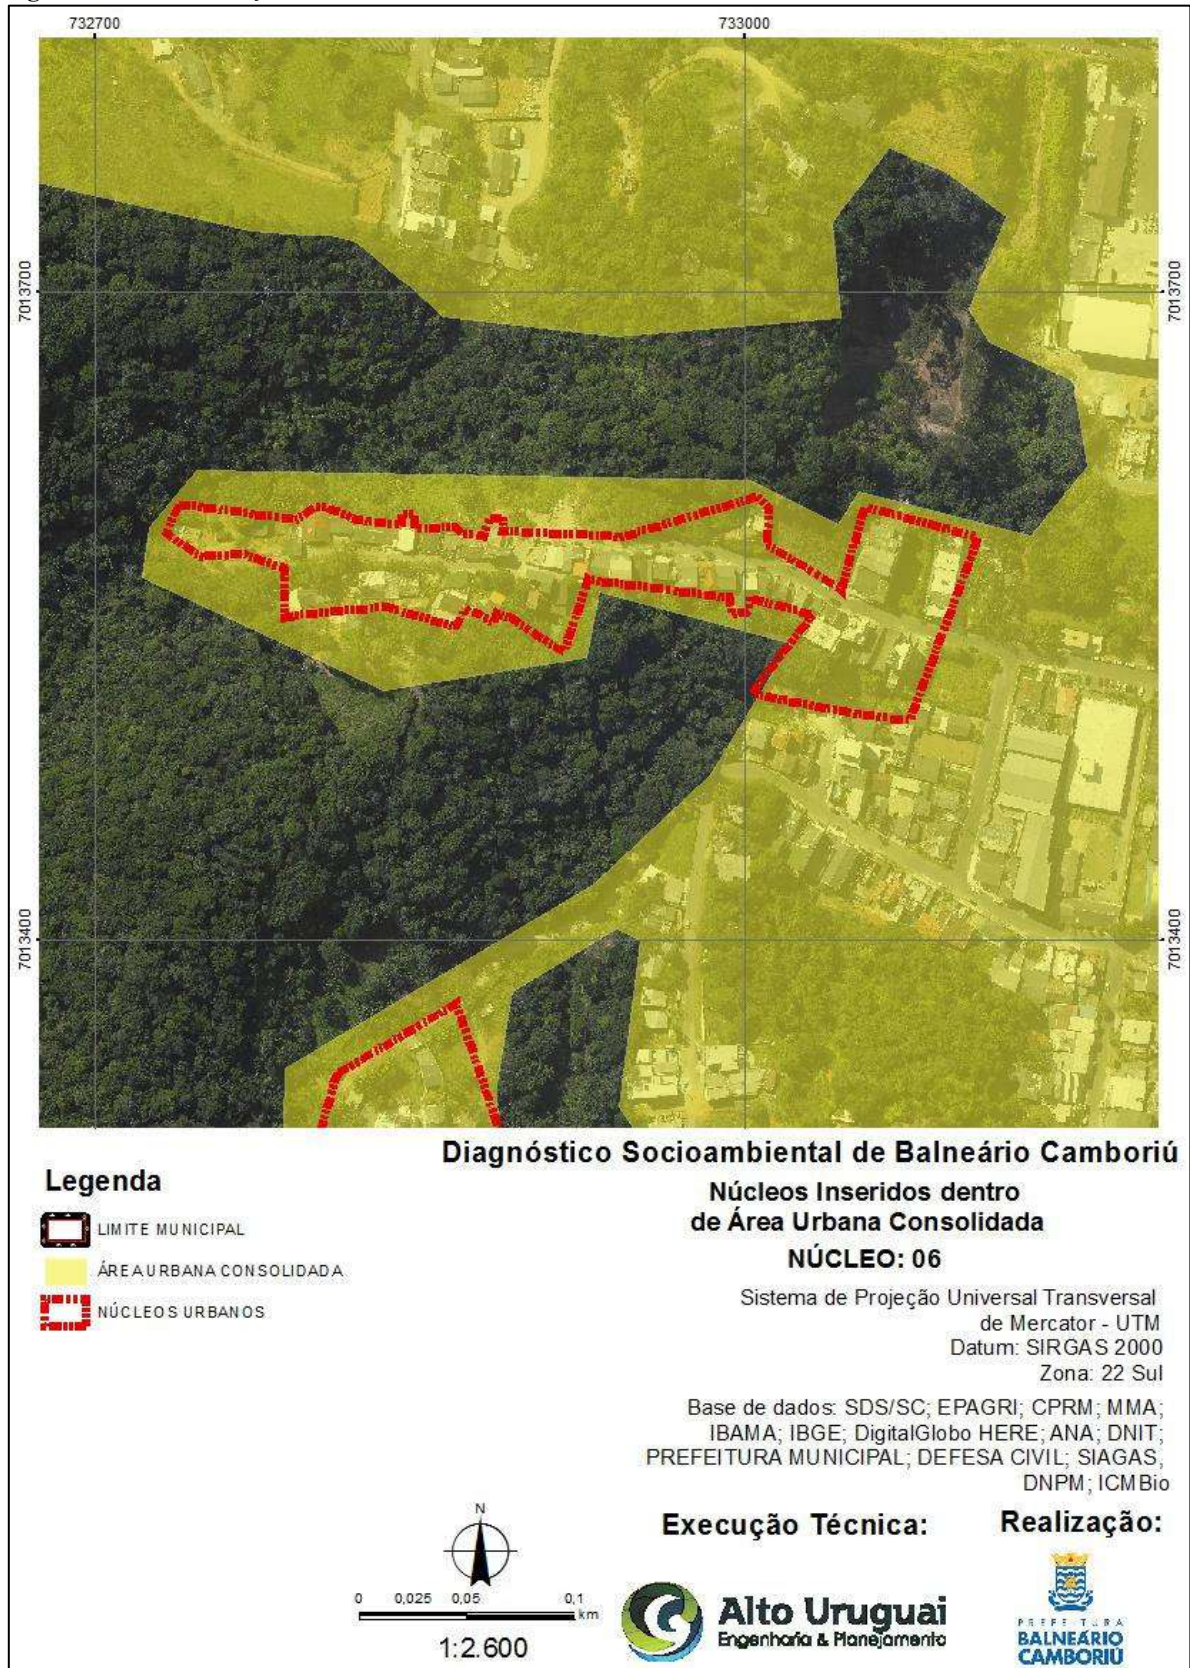 732700
733000
7013700
7013700
7013400
7013400
Diagnóstico Socioambiental de Balneário Camboriú
Legenda
LIMITE MUNICIPAL
ÁREA URBANA CONSOLIDADA
NÚCLEOS URBANOS
Núcleos Inseridos dentro
de Área Urbana Consolidada
NÚCLEO: 06
Sistema de Projeção Universal Transversal
de Mercator - UTM
Datum: SIRGAS 2000
Zona: 22 Sul
Base de dados: SDS/SC; EPAGRI; CPRM; MMA;
IBAMA; IBGE; DigitalGlobo HERE; ANA; DNIT;
PREFEITURA MUNICIPAL; DEFESA CIVIL; SIAGAS,
DNPM; ICMBio
N
0 0,025 0,05 0,1
km
1:2.600
Execução Técnica:
Alto Uruguai
Engenharia & Planejamento
Realização:
PREFEITURA
BALNEÁRIO
CAMBORIÚ